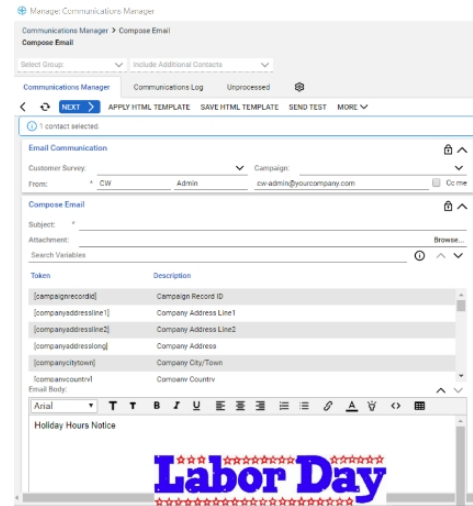 Manage: Communications Manager
Communications Manager > Compose Email
Compose Email
Select Group: Include Additional Contacts
Communications Manager Communications Log Unprocessed
NEXT > APPLY HTML TEMPLATE SAVE HTML TEMPLATE SEND TEST MORE
1 contact selected
Email Communication
Customer Survey: Campaign:
From: * CW Admin cw-admin@yourcompany.com Cc me
Compose Email
Subject: *
Attachment: Browse...
Search Variables
Token Description
[campaignrecordid] Campaign Record ID
[companyaddressline1] Company Address Line1
[companyaddressline2] Company Address Line2
[companyaddresslong] Company Address
[companycitytown] Company City/Town
[companycountry] Company Country
Email Body:
Arial T T B I U A
Holiday Hours Notice
Labor Day